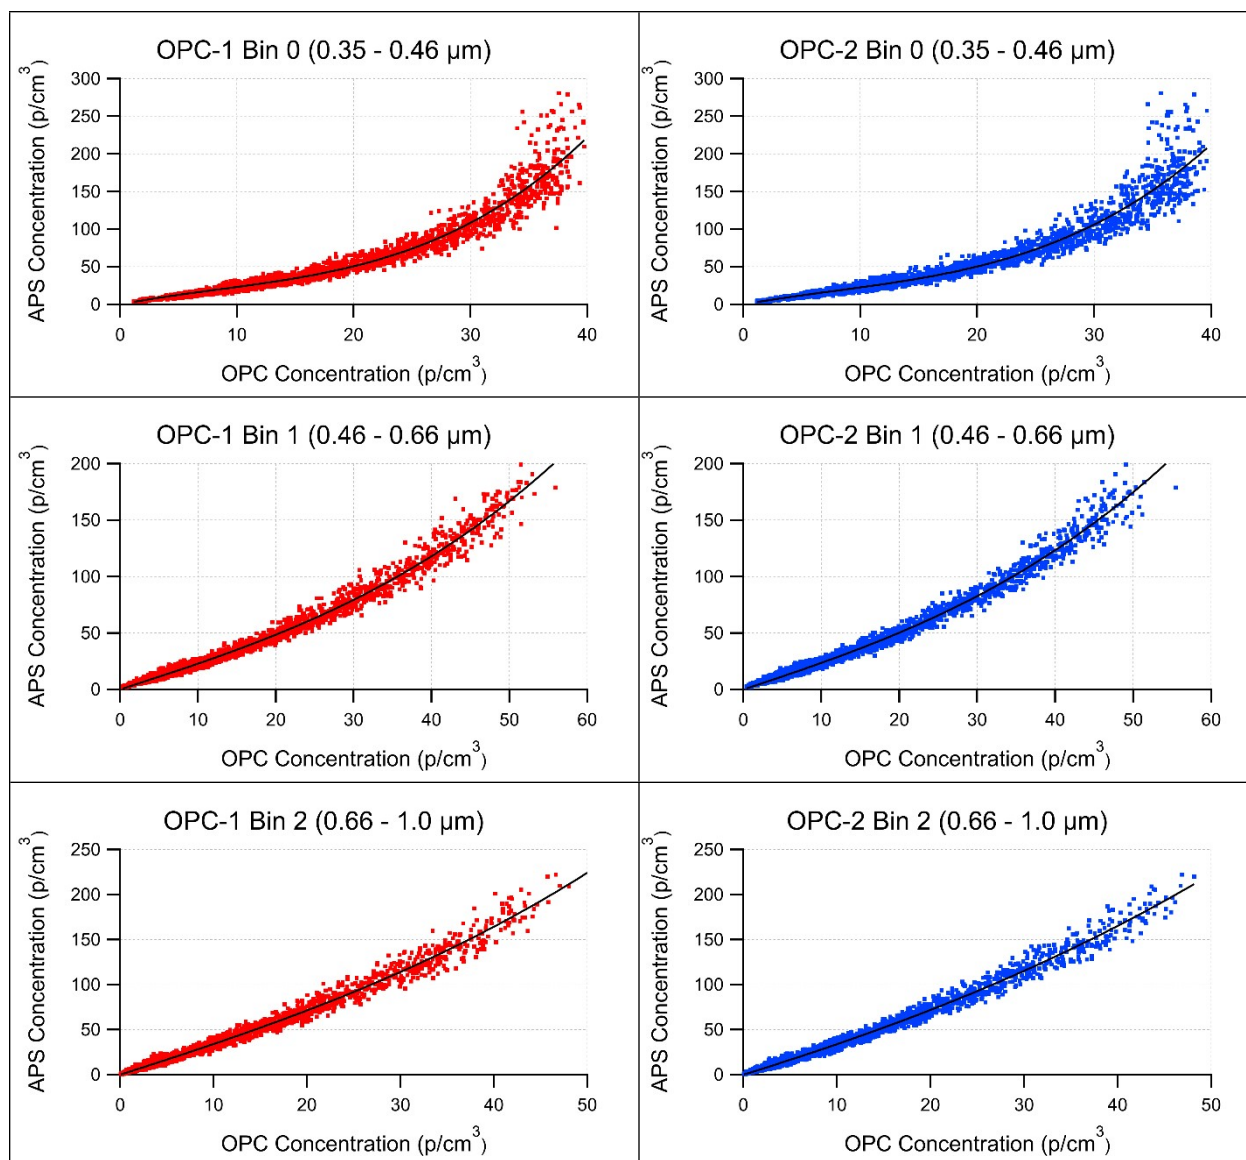 OPC-1 Bin 0 (0.35 - 0.46 µm)
APS Concentration (p/cm³)
300
250
200
150
100
50
0
0 10 20 30 40
OPC Concentration (p/cm³)
OPC-2 Bin 0 (0.35 - 0.46 µm)
APS Concentration (p/cm³)
300
250
200
150
100
50
0
0 10 20 30 40
OPC Concentration (p/cm³)
OPC-1 Bin 1 (0.46 - 0.66 µm)
APS Concentration (p/cm³)
200
150
100
50
0
0 10 20 30 40 50 60
OPC Concentration (p/cm³)
OPC-2 Bin 1 (0.46 - 0.66 µm)
APS Concentration (p/cm³)
200
150
100
50
0
0 10 20 30 40 50 60
OPC Concentration (p/cm³)
OPC-1 Bin 2 (0.66 - 1.0 µm)
APS Concentration (p/cm³)
250
200
150
100
50
0
0 10 20 30 40 50
OPC Concentration (p/cm³)
OPC-2 Bin 2 (0.66 - 1.0 µm)
APS Concentration (p/cm³)
250
200
150
100
50
0
0 10 20 30 40 50
OPC Concentration (p/cm³)